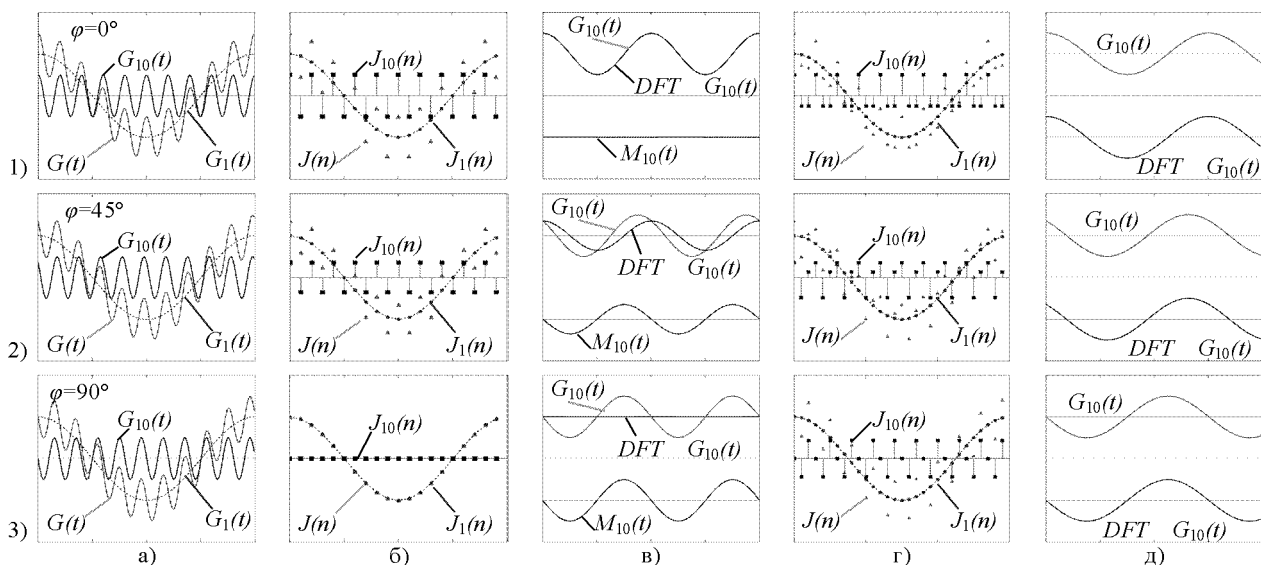 φ=0°
G10(t)
G(t)
G1(t)
J10(n)
J(n)
J1(n)
G10(t)
DFT G10(t)
M10(t)
J10(n)
J(n)
J1(n)
G10(t)
DFT G10(t)
1)
φ=45°
G10(t)
G(t)
G1(t)
J10(n)
J(n)
J1(n)
G10(t)
DFT G10(t)
M10(t)
J10(n)
J(n)
J1(n)
G10(t)
DFT G10(t)
2)
φ=90°
G10(t)
G(t)
G1(t)
J10(n)
J(n)
J1(n)
G10(t)
DFT G10(t)
M10(t)
J10(n)
J(n)
J1(n)
G10(t)
DFT G10(t)
3)
а) б) в) г) д)